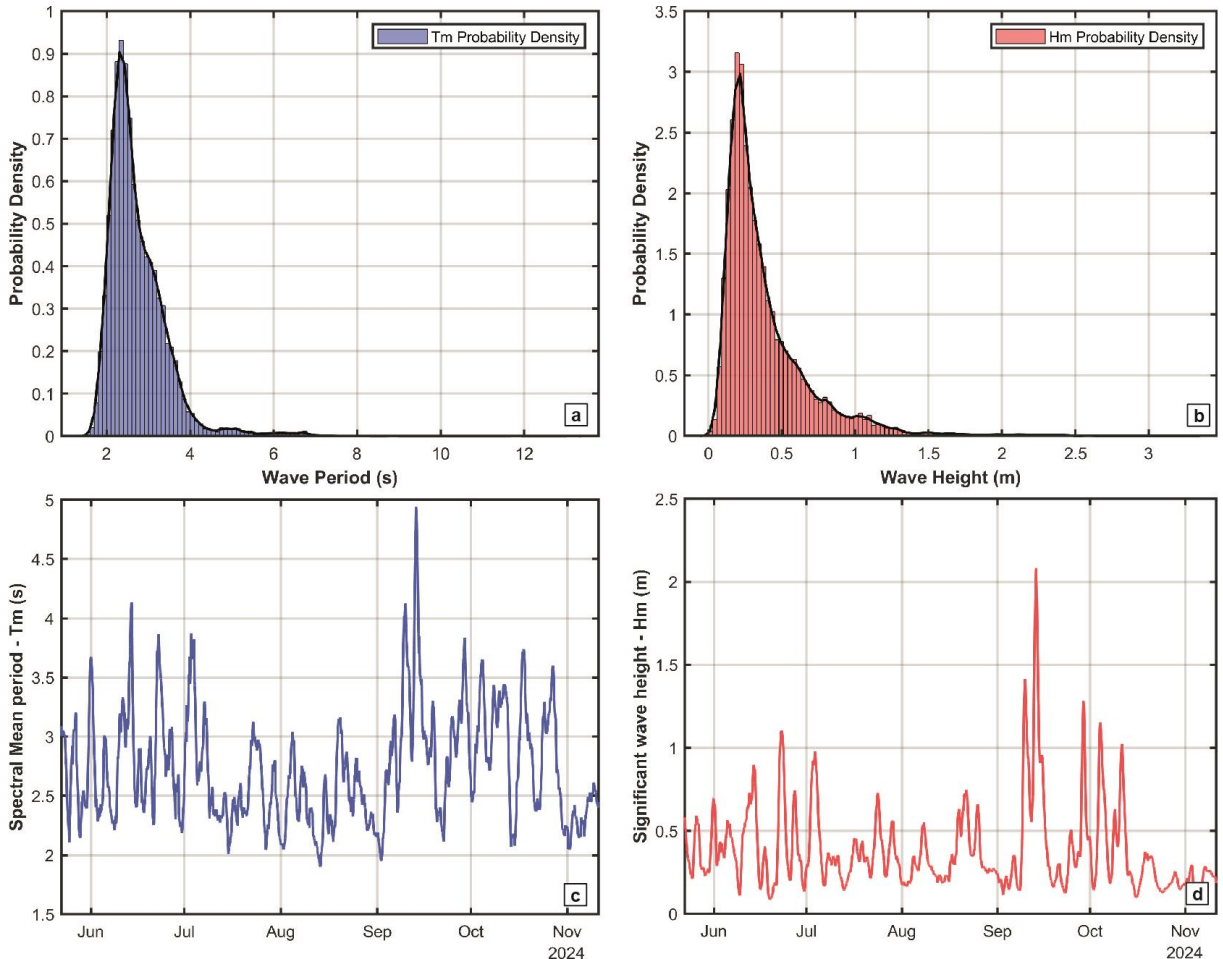 1
0.9
0.8
0.7
0.6
0.5
0.4
0.3
0.2
0.1
0
Probability Density
Tm Probability Density
a
2 4 6 8 10 12
Wave Period (s)
3.5
3
2.5
2
1.5
1
0.5
0
Probability Density
Hm Probability Density
b
0 0.5 1 1.5 2 2.5 3
Wave Height (m)
5
4.5
4
3.5
3
2.5
2
1.5
Spectral Mean period - Tm (s)
c
Jun Jul Aug Sep Oct Nov
2024
2.5
2
1.5
1
0.5
0
Significant wave height - Hm (m)
d
Jun Jul Aug Sep Oct Nov
2024